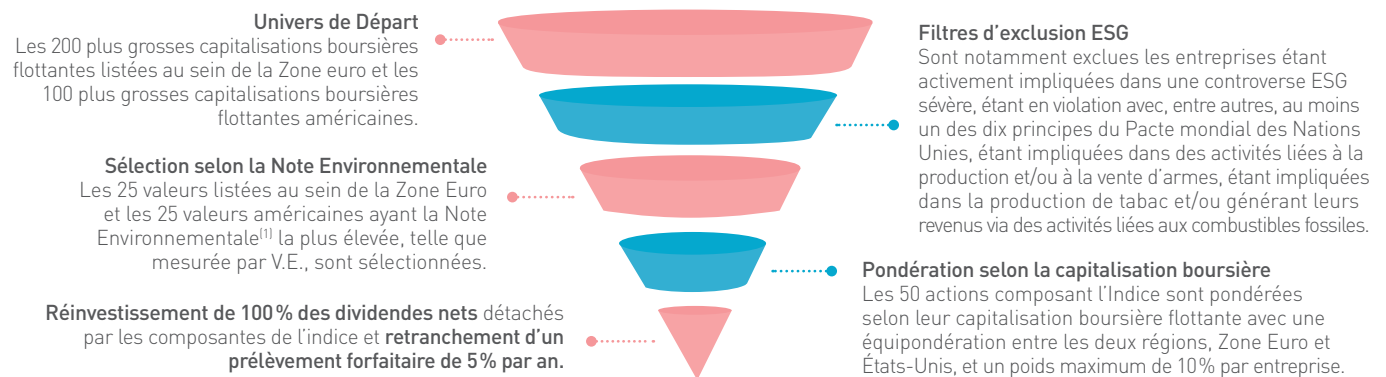 Univers de Départ
Les 200 plus grosses capitalisations boursières
flottantes listées au sein de la Zone euro et les
100 plus grosses capitalisations boursières
flottantes américaines.
Filtres d’exclusion ESG
Sont notamment exclues les entreprises étant
activement impliquées dans une controverse ESG
sévère, étant en violation avec, entre autres, au moins
un des dix principes du Pacte mondial des Nations
Unies, étant impliquées dans des activités liées à la
production et/ou à la vente d’armes, étant impliquées
dans la production de tabac et/ou générant leurs
revenus via des activités liées aux combustibles fossiles.
Sélection selon la Note Environnementale
Les 25 valeurs listées au sein de la Zone Euro
et les 25 valeurs américaines ayant la Note
Environnementale(1) la plus élevée, telle que
mesurée par V.E., sont sélectionnées.
Pondération selon la capitalisation boursière
Les 50 actions composant l’Indice sont pondérées
selon leur capitalisation boursière flottante avec une
équipondération entre les deux régions, Zone Euro et
États-Unis, et un poids maximum de 10% par entreprise.
Réinvestissement de 100% des dividendes nets détachés
par les composantes de l’indice et retranchement d’un
prélèvement forfaitaire de 5% par an.